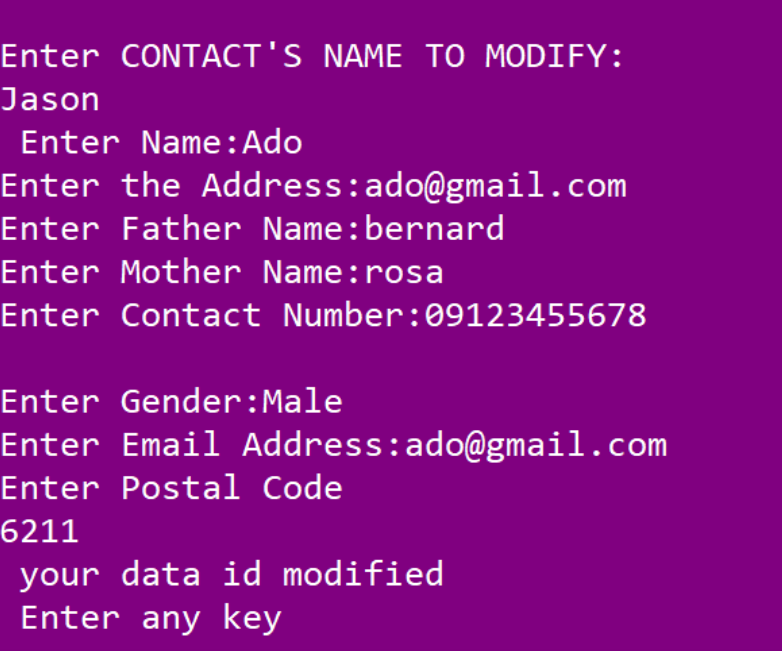 Enter CONTACT'S NAME TO MODIFY:
Jason
Enter Name:Ado
Enter the Address:ado@gmail.com
Enter Father Name:bernard
Enter Mother Name:rosa
Enter Contact Number:09123455678
Enter Gender:Male
Enter Email Address:ado@gmail.com
Enter Postal Code
6211
your data id modified
Enter any key